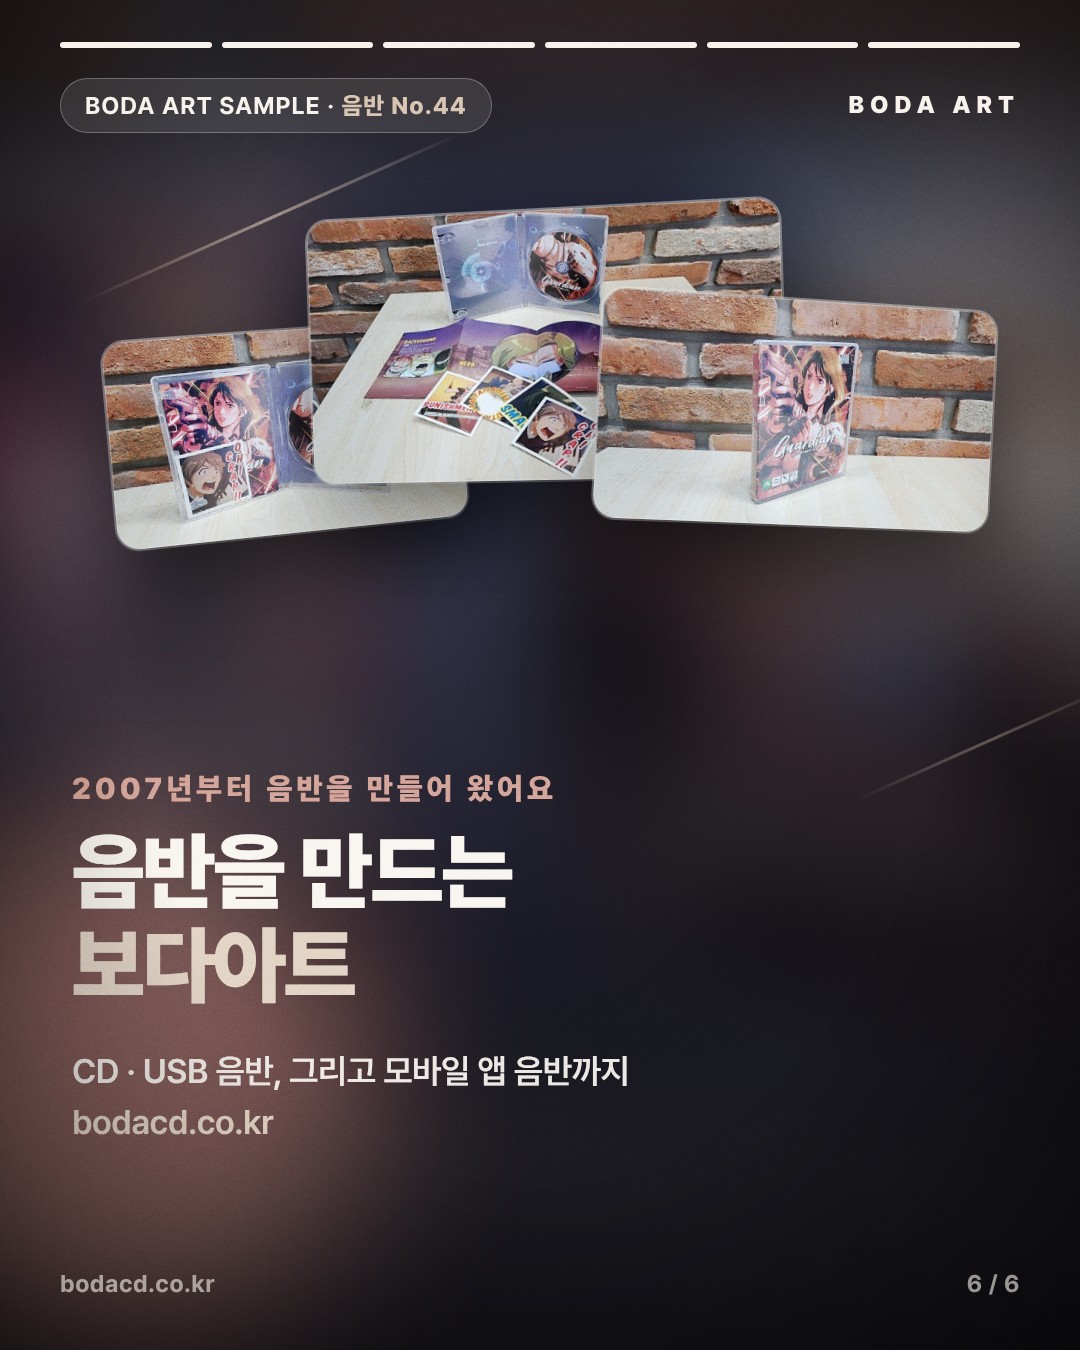 BODA ART SAMPLE · 음반 No.44
BODA ART
Guardian
Guardian
2007년부터 음반을 만들어 왔어요
음반을 만드는
보다아트
CD · USB 음반, 그리고 모바일 앱 음반까지
bodacd.co.kr
bodacd.co.kr
6 / 6